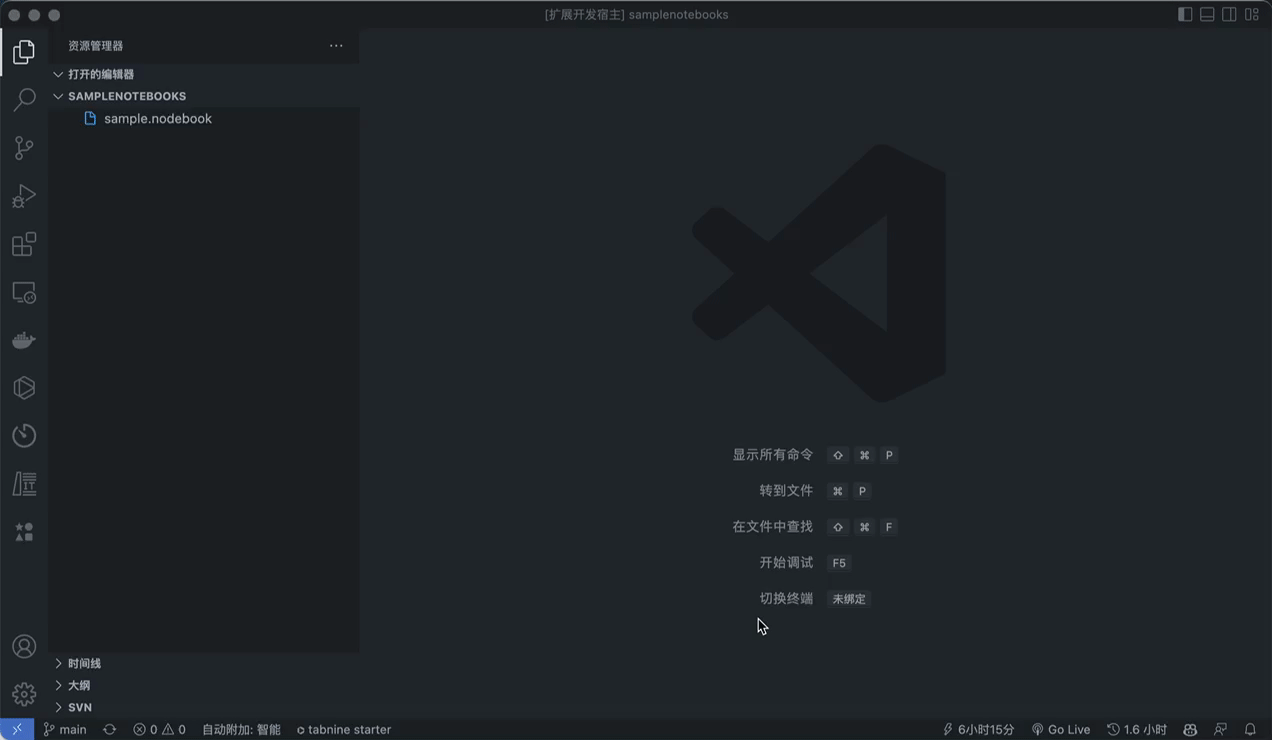 [扩展开发宿主] samplenotebooks
资源管理器
打开的编辑器
SAMPLENOTEBOOKS
sample.nodebook
显示所有命令 ⇧ ⌘ P
转到文件 ⌘ P
在文件中查找 ⇧ ⌘ F
开始调试 F5
切换终端 未绑定
时间线
大纲
SVN
main 0 0 自动附加: 智能 tabnine starter 6小时15分 Go Live 1.6 小时